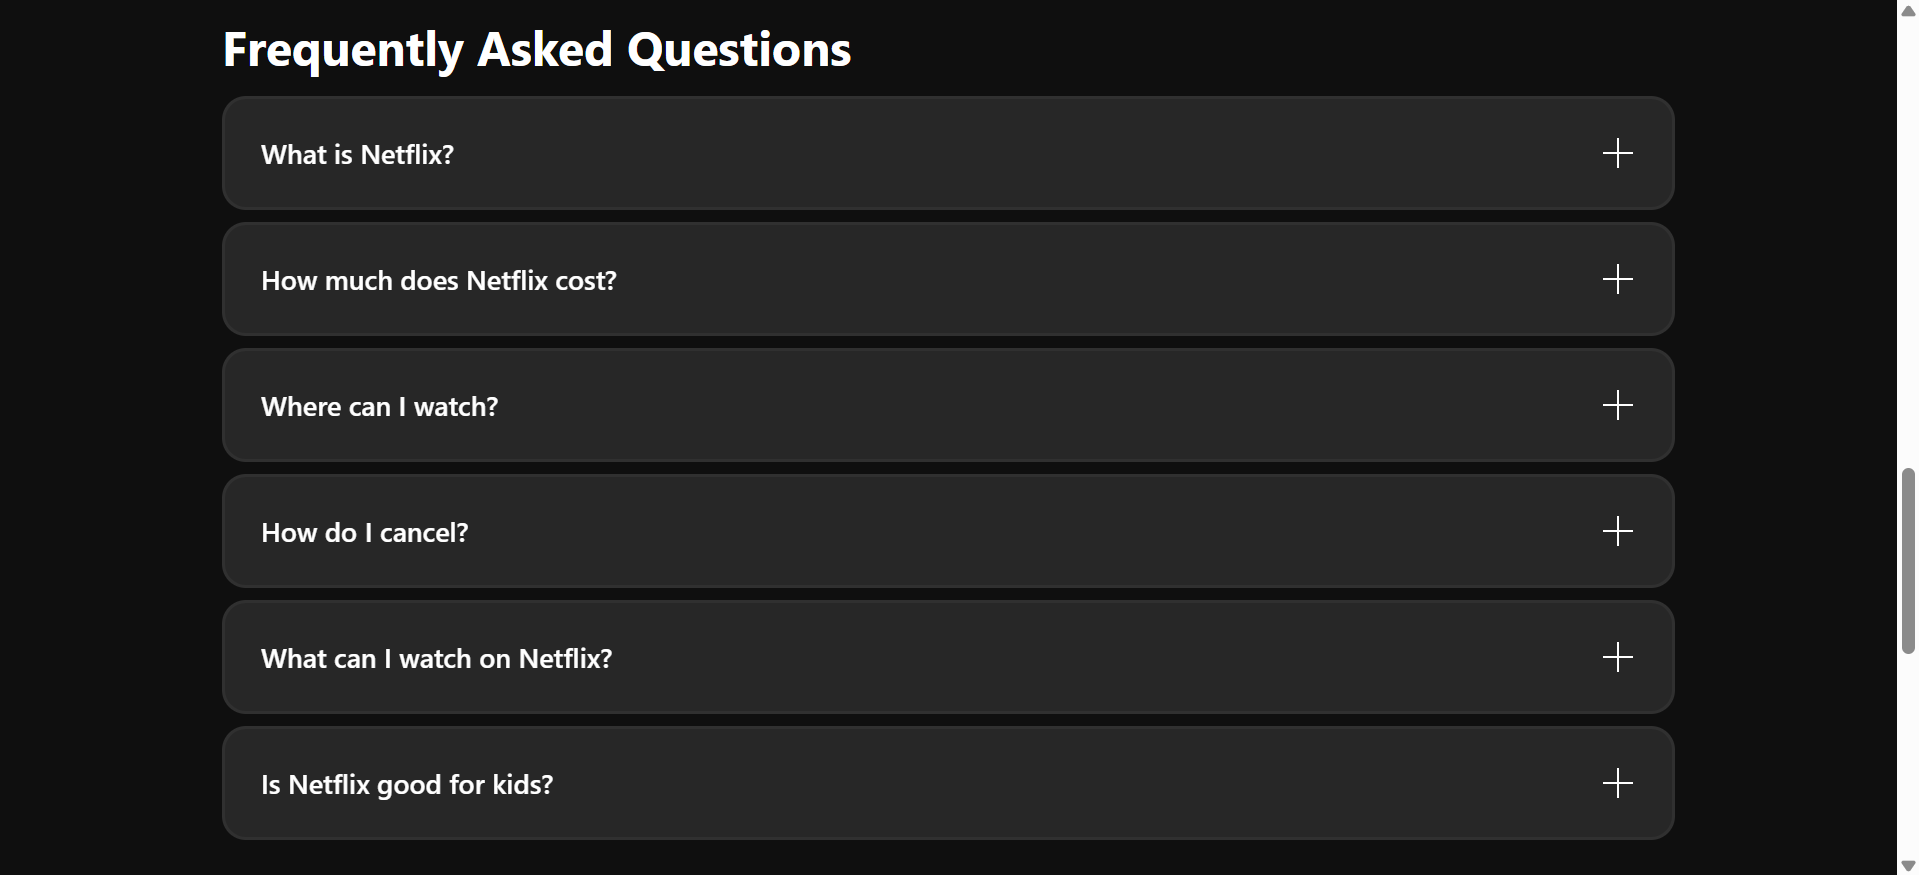 Frequently Asked Questions
What is Netflix?
How much does Netflix cost?
Where can I watch?
How do I cancel?
What can I watch on Netflix?
Is Netflix good for kids?